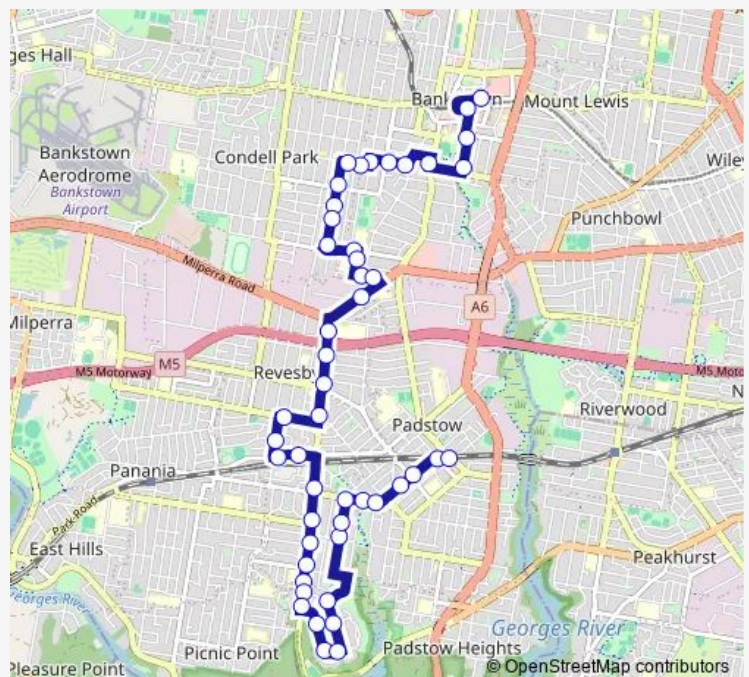 ges Hall
Bank
n
Mount Lewis
Bankstown
Aerodrome
Bankstown
Airport
Condell Park
Wile
Punchbowl
Milperra Road
A6
Milperra
M5
M5 Motorway
M5 Moto
Revesby
Riverwood
N
Padstow
Panania
Park Road
East Hills
Peakhurst
Georges River
Georges River
Picnic Point
Padstow Heights
Pleasure Point
© OpenStreetMap contributors